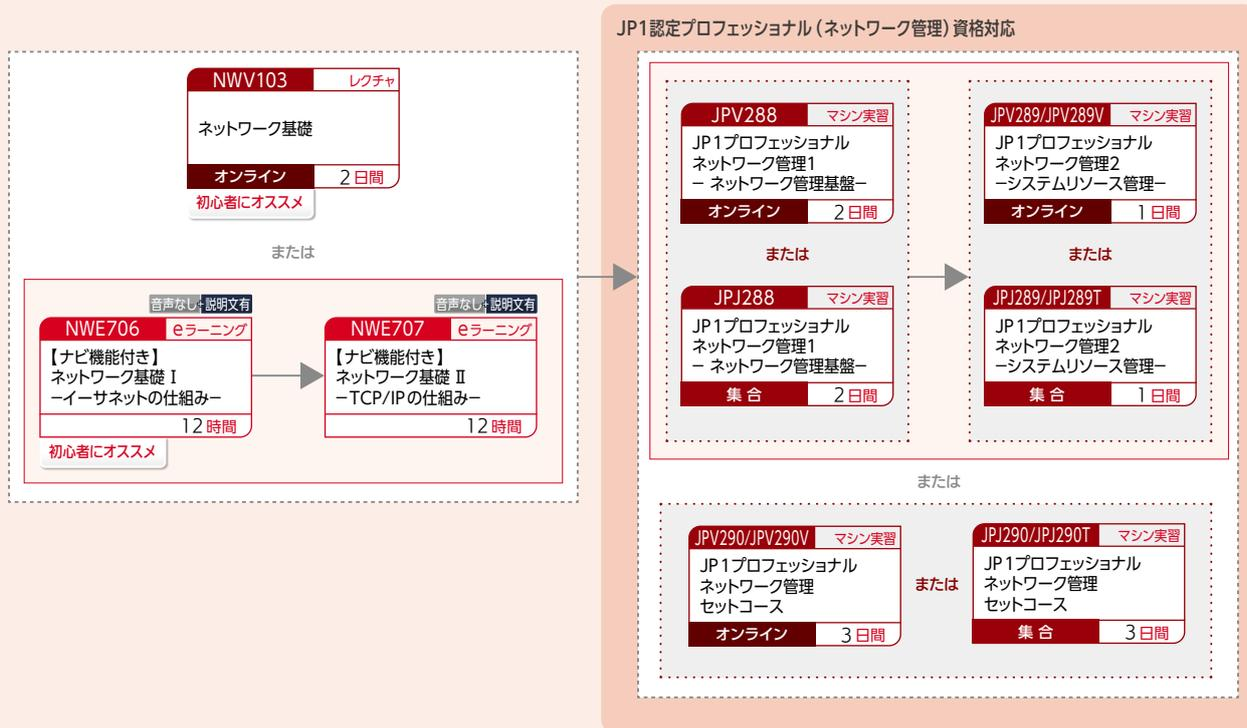 JP1認定プロフェッショナル（ネットワーク管理）資格対応
NWV103
レクチャ
ネットワーク基礎
オンライン
2日間
初心者にオススメ
または
音声なし+説明文有
NWE706
eラーニング
【ナビ機能付き】
ネットワーク基礎 I
−イーサネットの仕組み−
12時間
初心者にオススメ
音声なし+説明文有
NWE707
eラーニング
【ナビ機能付き】
ネットワーク基礎 II
−TCP/IPの仕組み−
12時間
JPV288
マシン実習
JP1プロフェッショナル
ネットワーク管理1
− ネットワーク管理基盤−
オンライン
2日間
または
JPJ288
マシン実習
JP1プロフェッショナル
ネットワーク管理1
− ネットワーク管理基盤−
集合
2日間
JPV289/JPV289V
マシン実習
JP1プロフェッショナル
ネットワーク管理2
−システムリソース管理−
オンライン
1日間
または
JPJ289/JPJ289T
マシン実習
JP1プロフェッショナル
ネットワーク管理2
−システムリソース管理−
集合
1日間
または
JPV290/JPV290V
マシン実習
JP1プロフェッショナル
ネットワーク管理
セットコース
オンライン
3日間
または
JPJ290/JPJ290T
マシン実習
JP1プロフェッショナル
ネットワーク管理
セットコース
集合
3日間